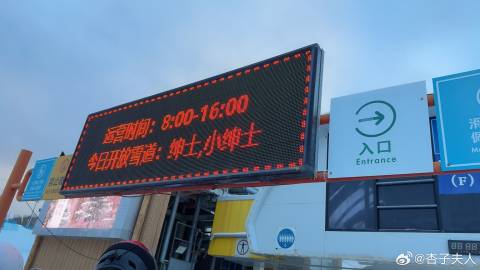 运营时间：8:00-16:00
今日开放雪道：绅士,小绅士
入口
Entrance
(F)
@杏子夫人